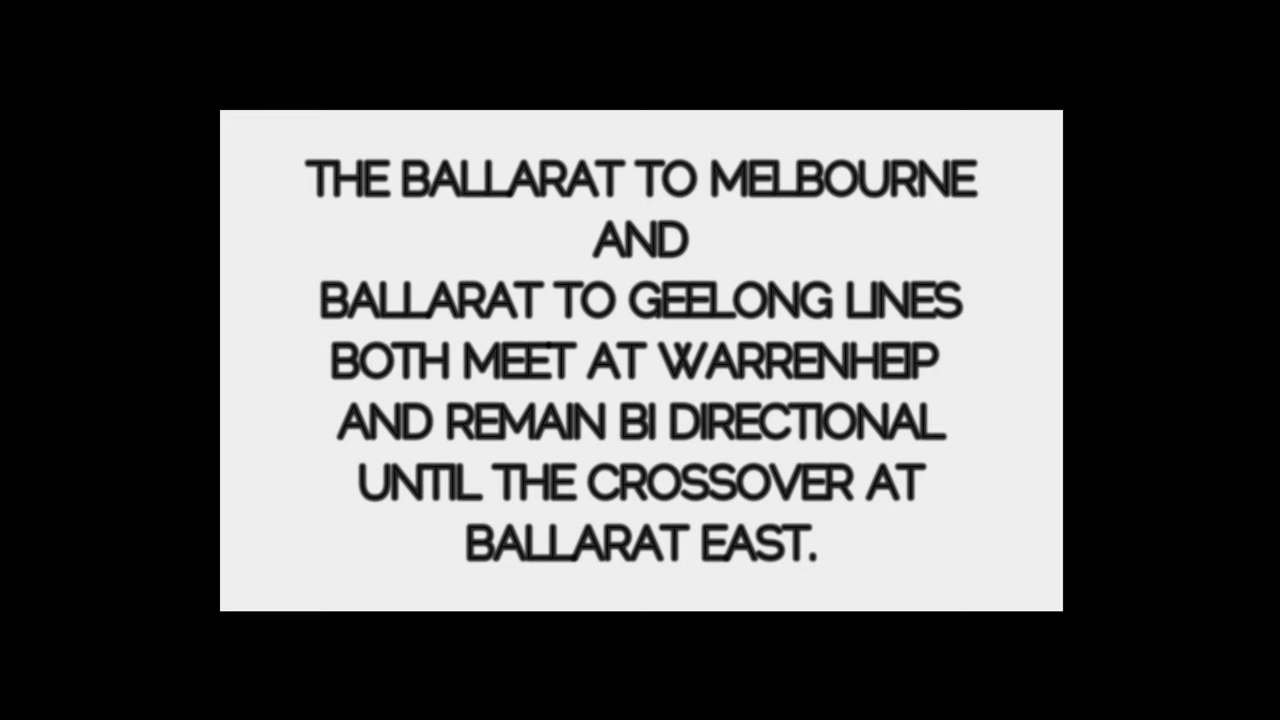 THE BALLARAT TO MELBOURNE
AND
BALLARAT TO GEELONG LINES
BOTH MEET AT WARRENHEIP
AND REMAIN BI DIRECTIONAL
UNTIL THE CROSSOVER AT
BALLARAT EAST.